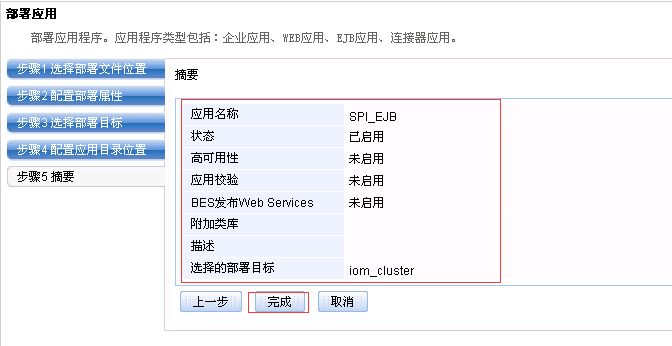 部署应用
部署应用程序。应用程序类型包括：企业应用、WEB应用、EJB应用、连接器应用。
步骤1 选择部署文件位置
步骤2 配置部署属性
步骤3 选择部署目标
步骤4 配置应用目录位置
步骤5 摘要
摘要
应用名称 SPI_EJB
状态 已启用
高可用性 未启用
应用校验 未启用
BES发布Web Services 未启用
附加类库
描述
选择的部署目标 iom_cluster
上一步 完成 取消